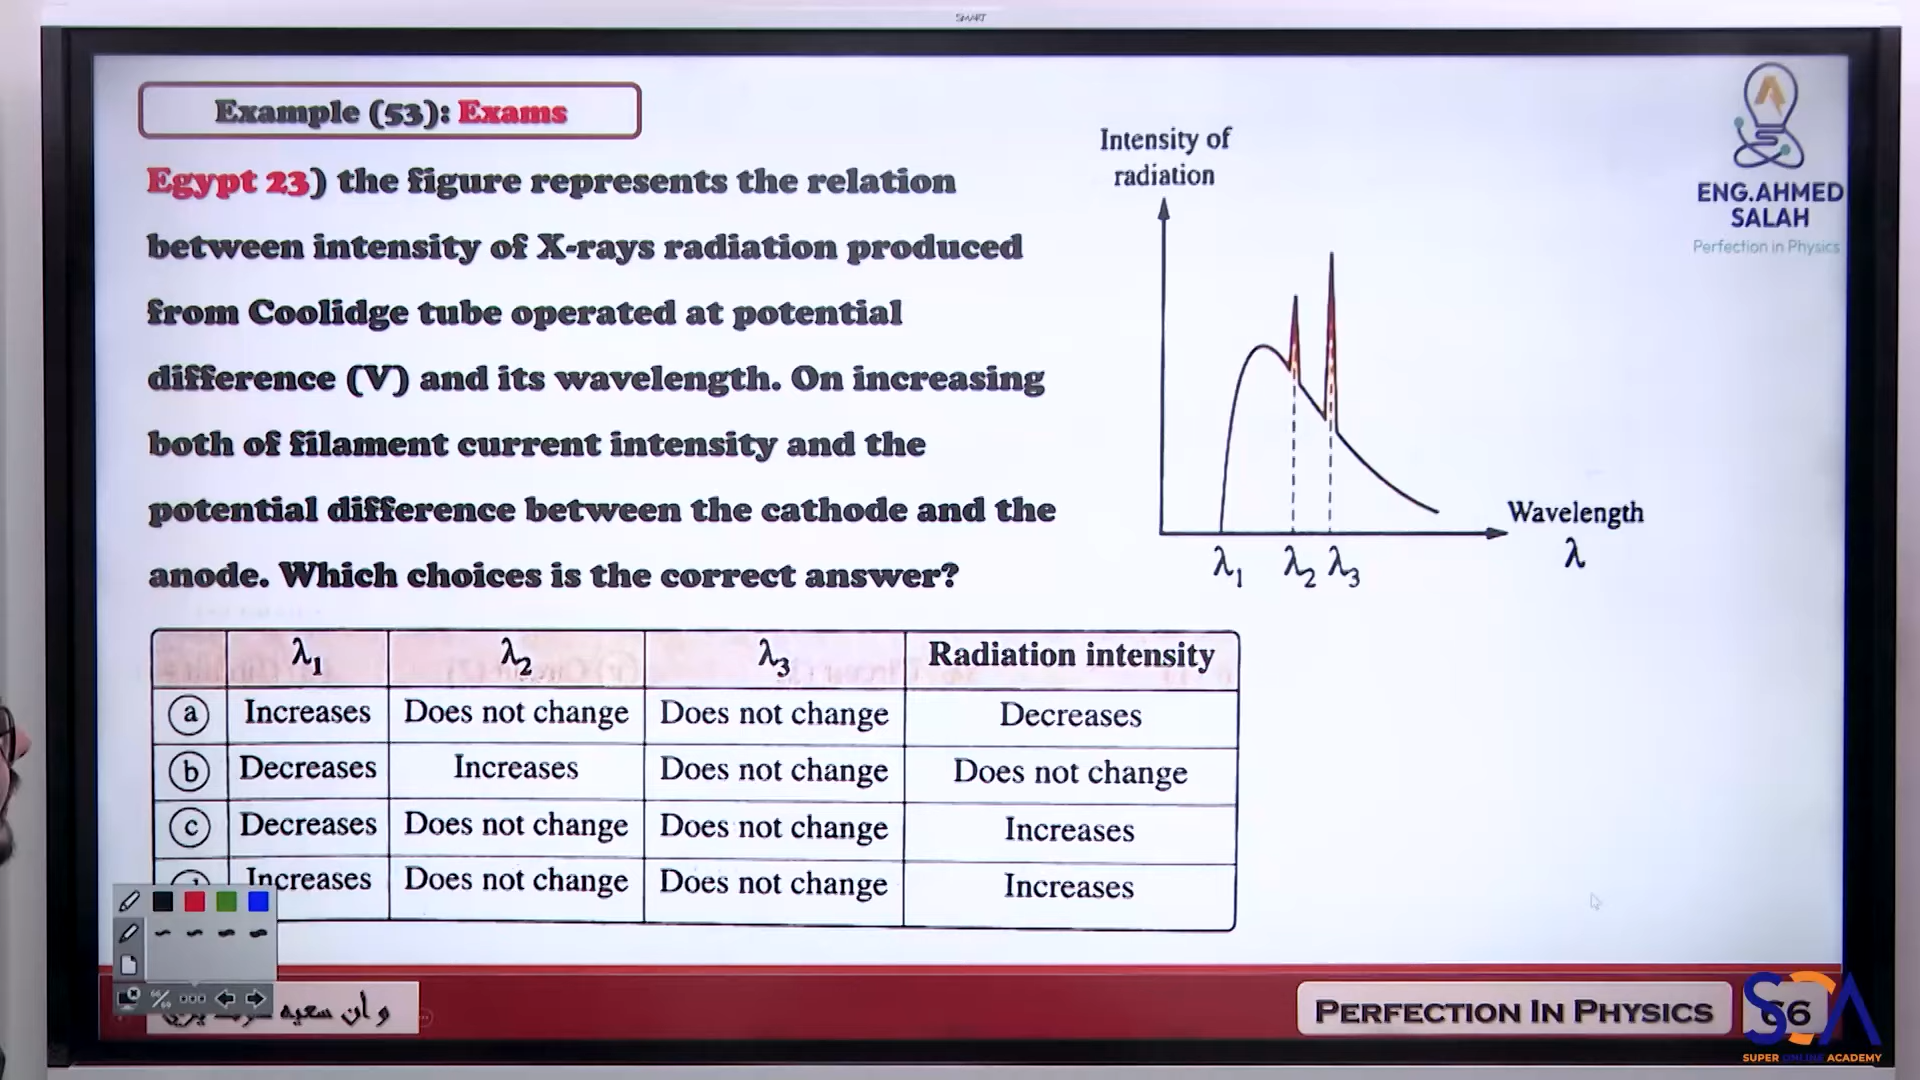 SMART
Example (53): Exams
Egypt 23) the figure represents the relation
between intensity of X-rays radiation produced
from Coolidge tube operated at potential
difference (V) and its wavelength. On increasing
both of filament current intensity and the
potential difference between the cathode and the
anode. Which choices is the correct answer?
Intensity of
radiation
Wavelength
λ
λ1 λ2 λ3
ENG.AHMED
SALAH
Perfection in Physics
λ1 λ2 λ3 Radiation intensity
a Increases Does not change Does not change Decreases
b Decreases Increases Does not change Does not change
c Decreases Does not change Does not change Increases
Increases Does not change Does not change Increases
و أن سعيه
PERFECTION IN PHYSICS
66
SOA
SUPER ONLINE ACADEMY